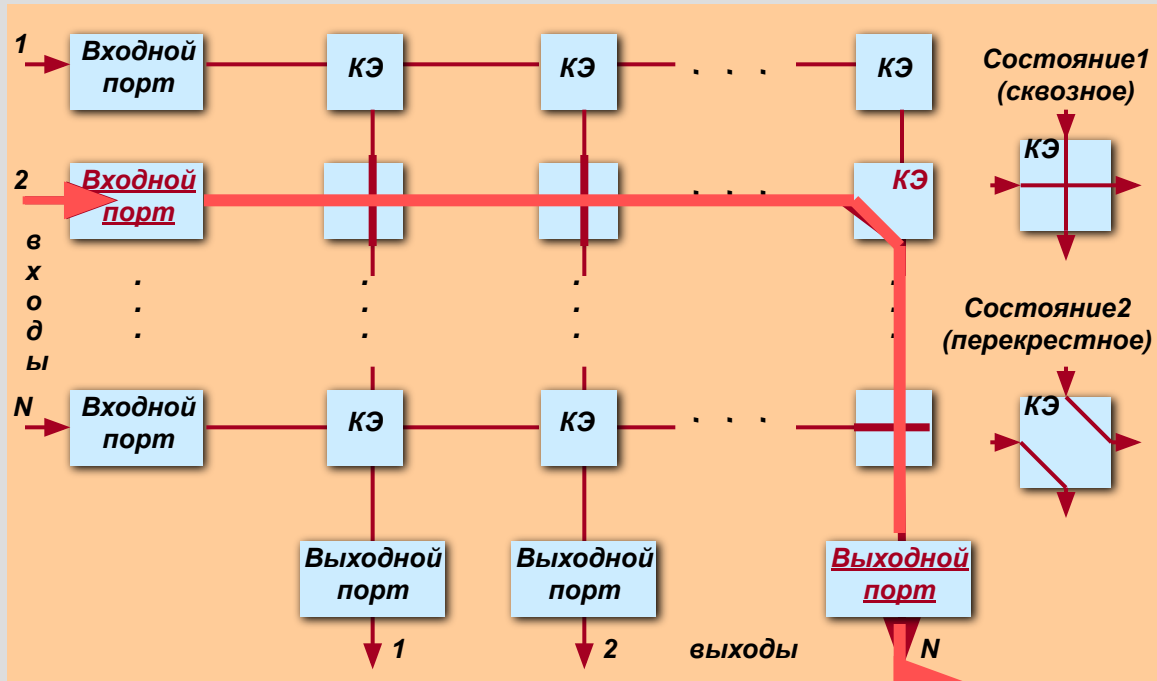 1
Входной
порт
КЭ
КЭ
. . .
КЭ
Состояние1
(сквозное)
КЭ
2
Входной
порт
. . .
КЭ
входы
. . .
. . .
. . .
. . .
Состояние2
(перекрестное)
КЭ
N
Входной
порт
КЭ
КЭ
. . .
Выходной
порт
Выходной
порт
Выходной
порт
1
2
выходы
N